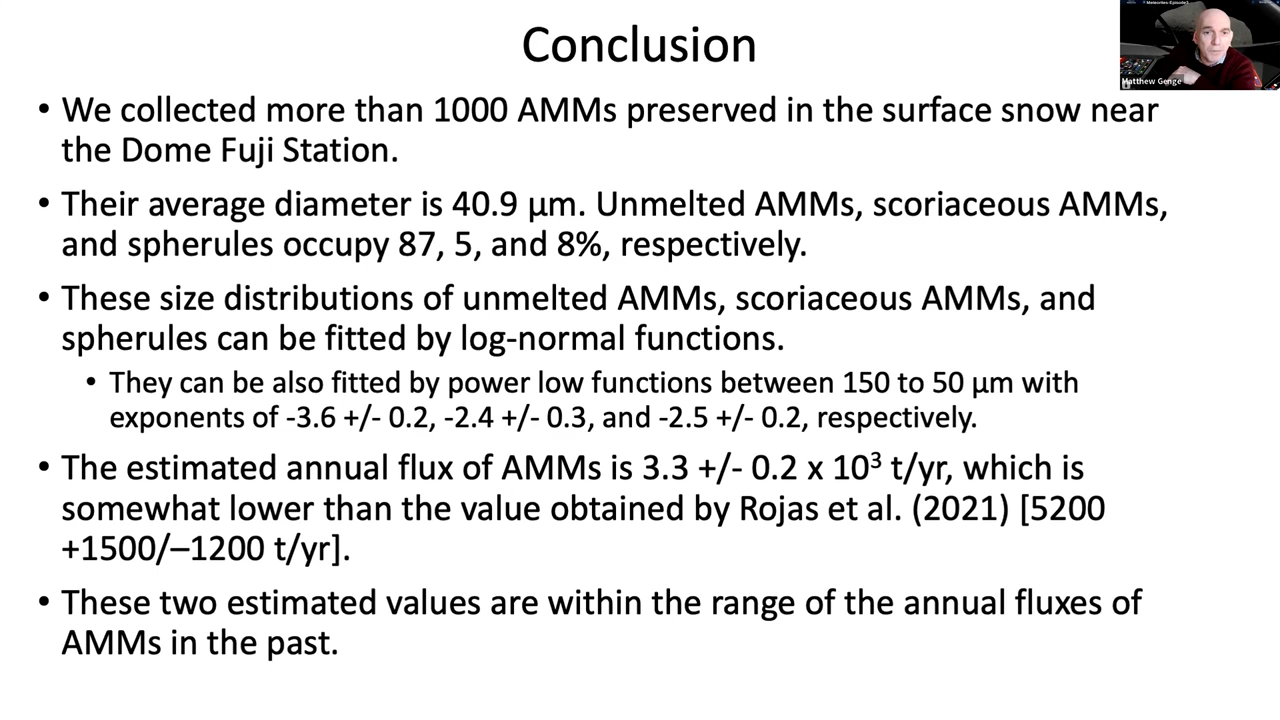 Conclusion
Meteorites-Episode2
Matthew Genge
• We collected more than 1000 AMMs preserved in the surface snow near
the Dome Fuji Station.
• Their average diameter is 40.9 µm. Unmelted AMMs, scoriaceous AMMs,
and spherules occupy 87, 5, and 8%, respectively.
• These size distributions of unmelted AMMs, scoriaceous AMMs, and
spherules can be fitted by log-normal functions.
• They can be also fitted by power low functions between 150 to 50 µm with
exponents of -3.6 +/- 0.2, -2.4 +/- 0.3, and -2.5 +/- 0.2, respectively.
• The estimated annual flux of AMMs is 3.3 +/- 0.2 x 10³ t/yr, which is
somewhat lower than the value obtained by Rojas et al. (2021) [5200
+1500/–1200 t/yr].
• These two estimated values are within the range of the annual fluxes of
AMMs in the past.